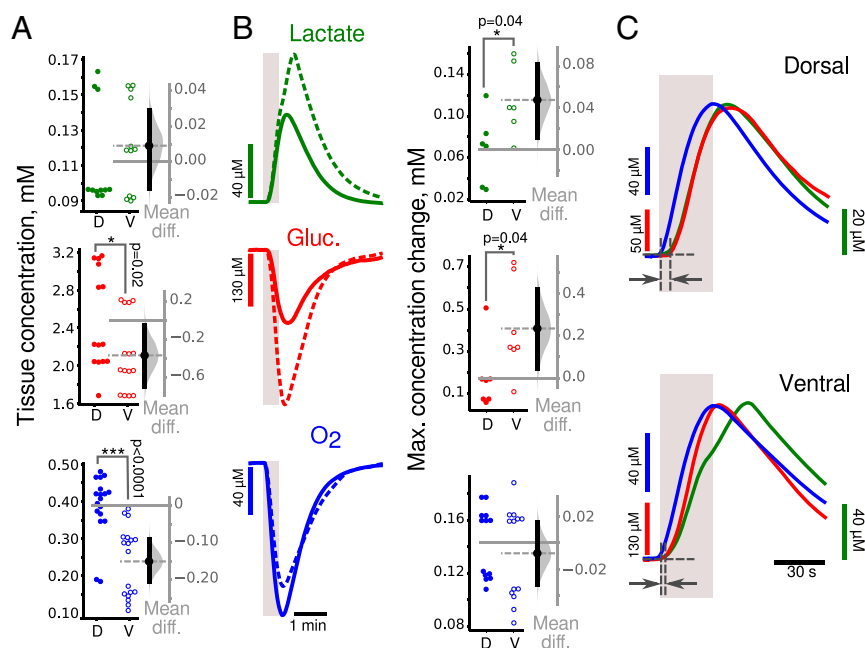 A
B
C
Lactate
Dorsal
Tissue concentration, mM
0.17
0.15
0.13
0.11
0.09
0.04
0.02
0.00
−0.02
D
V
Mean
diff.
40 µM
p=0.04
*
Max. concentration change, mM
0.16
0.12
0.08
0.04
0.02
0.08
0.04
0.00
D
V
Mean
diff.
40 µM
50 µM
20 µM
Gluc.
*
p=0.02
3.2
2.8
2.4
2.0
1.6
0.2
−0.2
−0.6
D
V
Mean
diff.
130 µM
p=0.04
*
0.7
0.5
0.3
0.1
0.4
0.2
0.0
D
V
Mean
diff.
Ventral
O2
***
p<0.0001
0.50
0.40
0.30
0.20
0.10
0
−0.10
−0.20
D
V
Mean
diff.
40 µM
1 min
0.16
0.12
0.08
0.02
−0.02
D
V
Mean
diff.
40 µM
130 µM
40 µM
30 s